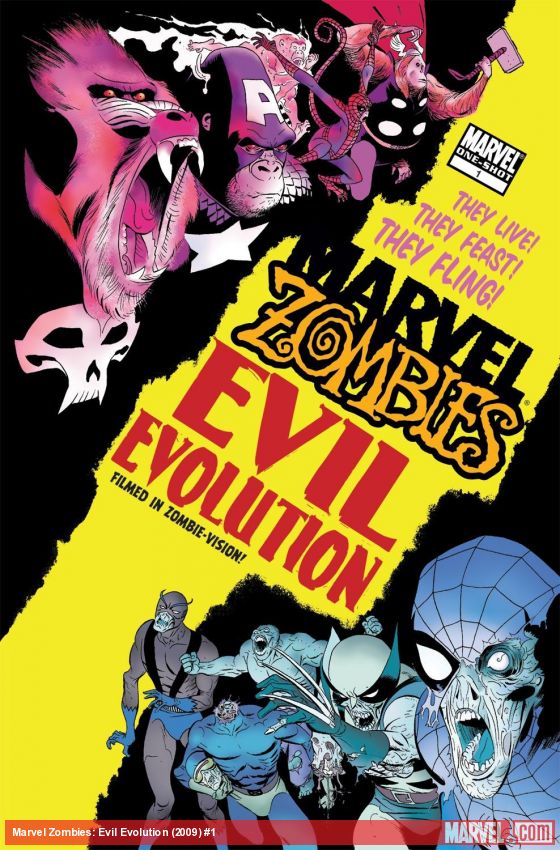 A
MARVEL
ONE-SHOT
1
THEY LIVE!
THEY FEAST!
THEY FLING!
MARVEL
ZOMBIES®
EVIL
EVOLUTION
FILMED IN ZOMBIE-VISION!
Marvel Zombies: Evil Evolution (2009) #1
MARVEL.com